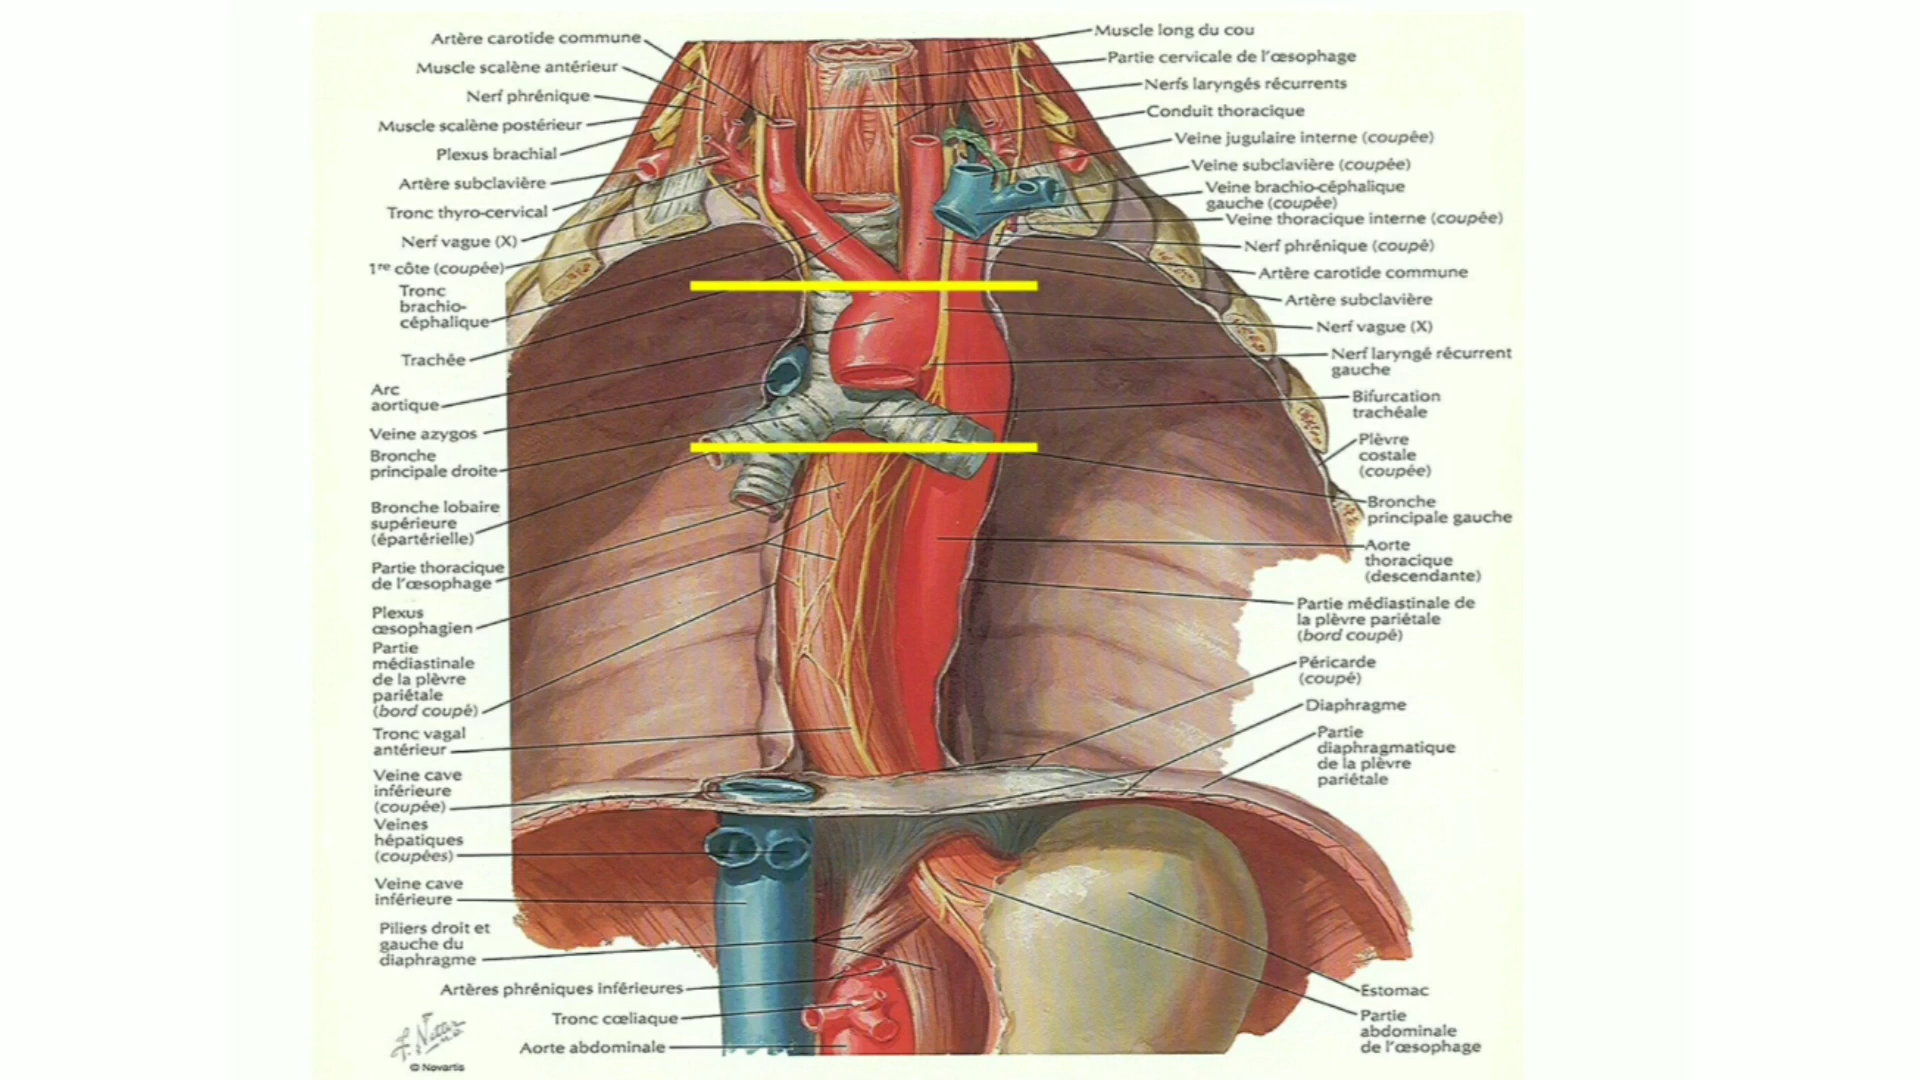 Artère carotide commune
Muscle scalène antérieur
Nerf phrénique
Muscle scalène postérieur
Plexus brachial
Artère subclavière
Tronc thyro-cervical
Nerf vague (X)
1re côte (coupée)
Tronc
brachio-
céphalique
Trachée
Arc
aortique
Veine azygos
Bronche
principale droite
Bronche lobaire
supérieure
(épartérielle)
Partie thoracique
de l'œsophage
Plexus
œsophagien
Partie
médiastinale
de la plèvre
pariétale
(bord coupé)
Tronc vagal
antérieur
Veine cave
inférieure
(coupée)
Veines
hépatiques
(coupées)
Veine cave
inférieure
Piliers droit et
gauche du
diaphragme
Artères phréniques inférieures
Tronc cœliaque
Aorte abdominale
Muscle long du cou
Partie cervicale de l'œsophage
Nerfs laryngés récurrents
Conduit thoracique
Veine jugulaire interne (coupée)
Veine subclavière (coupée)
Veine brachio-céphalique
gauche (coupée)
Veine thoracique interne (coupée)
Nerf phrénique (coupé)
Artère carotide commune
Artère subclavière
Nerf vague (X)
Nerf laryngé récurrent
gauche
Bifurcation
trachéale
Plèvre
costale
(coupée)
Bronche
principale gauche
Aorte
thoracique
(descendante)
Partie médiastinale de
la plèvre pariétale
(bord coupé)
Péricarde
(coupé)
Diaphragme
Partie
diaphragmatique
de la plèvre
pariétale
Estomac
Partie
abdominale
de l'œsophage
F. Netter
© Novartis